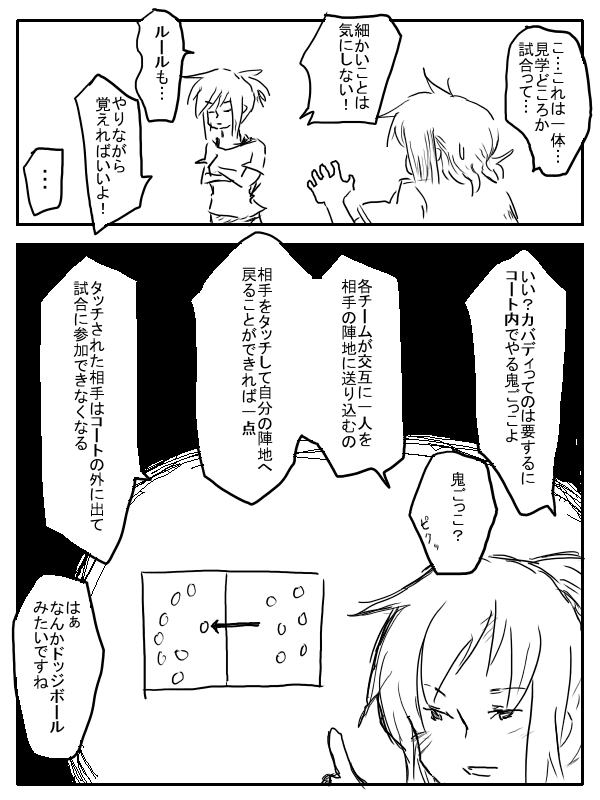 こ…これは一体…
見学どころか
試合って…
細かいことは
気にしない！
ルールも…
やりながら
覚えればいいよ！
…
いい？カバディってのは要するに
コート内でやる鬼ごっこよ
鬼ごっこ？
ピクッ
各チームが交互に一人を
相手の陣地に送り込むの
相手をタッチして自分の陣地へ
戻ることができれば一点
タッチされた相手はコートの外に出て
試合に参加できなくなる
はぁ
なんかドッジボール
みたいですね